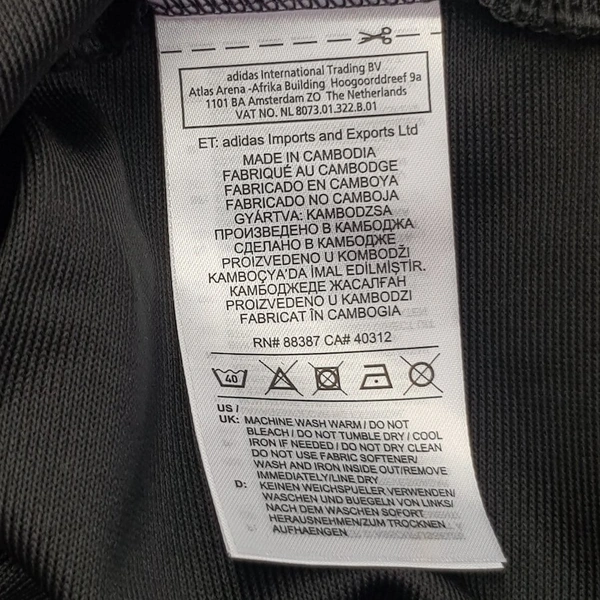 adidas International Trading BV
Atlas Arena -Afrika Building Hoogoorddreef 9a
1101 BA Amsterdam ZO The Netherlands
VAT NO. NL 8073.01.322.B.01
ET: adidas Imports and Exports Ltd
MADE IN CAMBODIA
FABRIQUÉ AU CAMBODGE
FABRICADO EN CAMBOYA
FABRICADO NO CAMBOJA
GYÁRTVA: KAMBODZSA
ПРОИЗВЕДЕНО В КАМБОДЖА
СДЕЛАНО В КАМБОДЖЕ
PROIZVEDENO U KOMBODŽI
KAMBOÇYA'DA İMAL EDİLMİŞTİR.
КАМБОДЖЕДЕ ЖАСАЛҒАН
PROIZVEDENO U KAMBODZI
FABRICAT ÎN CAMBOGIA
RN# 88387 CA# 40312
40
US /
UK: MACHINE WASH WARM / DO NOT
BLEACH / DO NOT TUMBLE DRY / COOL
IRON IF NEEDED / DO NOT DRY CLEAN
DO NOT USE FABRIC SOFTENER/
WASH AND IRON INSIDE OUT/REMOVE
IMMEDIATELY/LINE DRY
D: KEINEN WEICHSPUELER VERWENDEN/
WASCHEN UND BUEGELN VON LINKS/
NACH DEM WASCHEN SOFORT
HERAUSNEHMEN/ZUM TROCKNEN
AUFHAENGEN